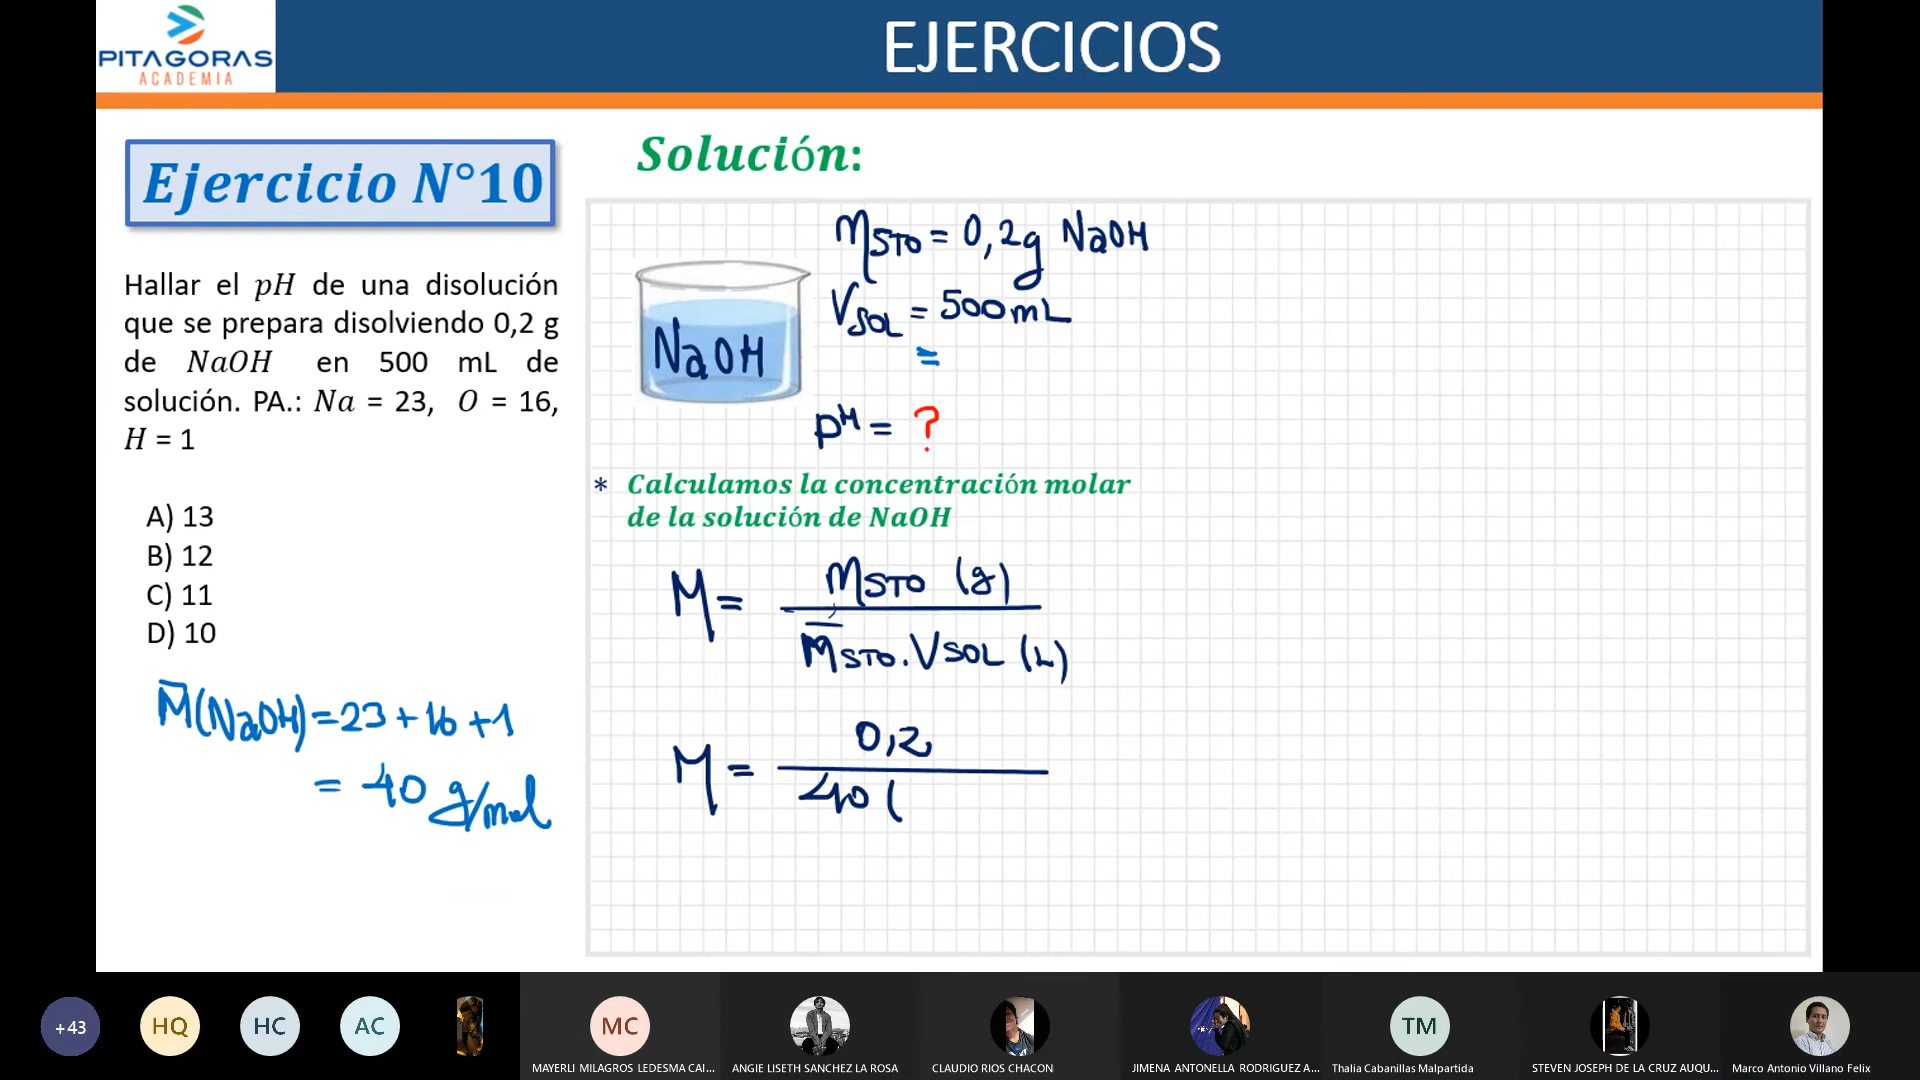 PITAGORAS
ACADEMIA
EJERCICIOS
Ejercicio N°10
Hallar el pH de una disolución
que se prepara disolviendo 0,2 g
de NaOH en 500 mL de
solución. PA.: Na = 23, O = 16,
H = 1
A) 13
B) 12
C) 11
D) 10
M̅(NaOH)=23+16+1
= 40 g/mol
Solución:
mSTO = 0,2g NaOH
VSOL = 500mL
=
NaOH
pH = ?
* Calculamos la concentración molar
de la solución de NaOH
M = mSTO (g)
M̅STO.VSOL (L)
M = 0,2
40 (
+43
HQ
HC
AC
MC
TM
MAYERLI MILAGROS LEDESMA CAI...
ANGIE LISETH SANCHEZ LA ROSA
CLAUDIO RIOS CHACON
JIMENA ANTONELLA RODRIGUEZ A...
Thalia Cabanillas Malpartida
STEVEN JOSEPH DE LA CRUZ AUQU...
Marco Antonio Villano Felix